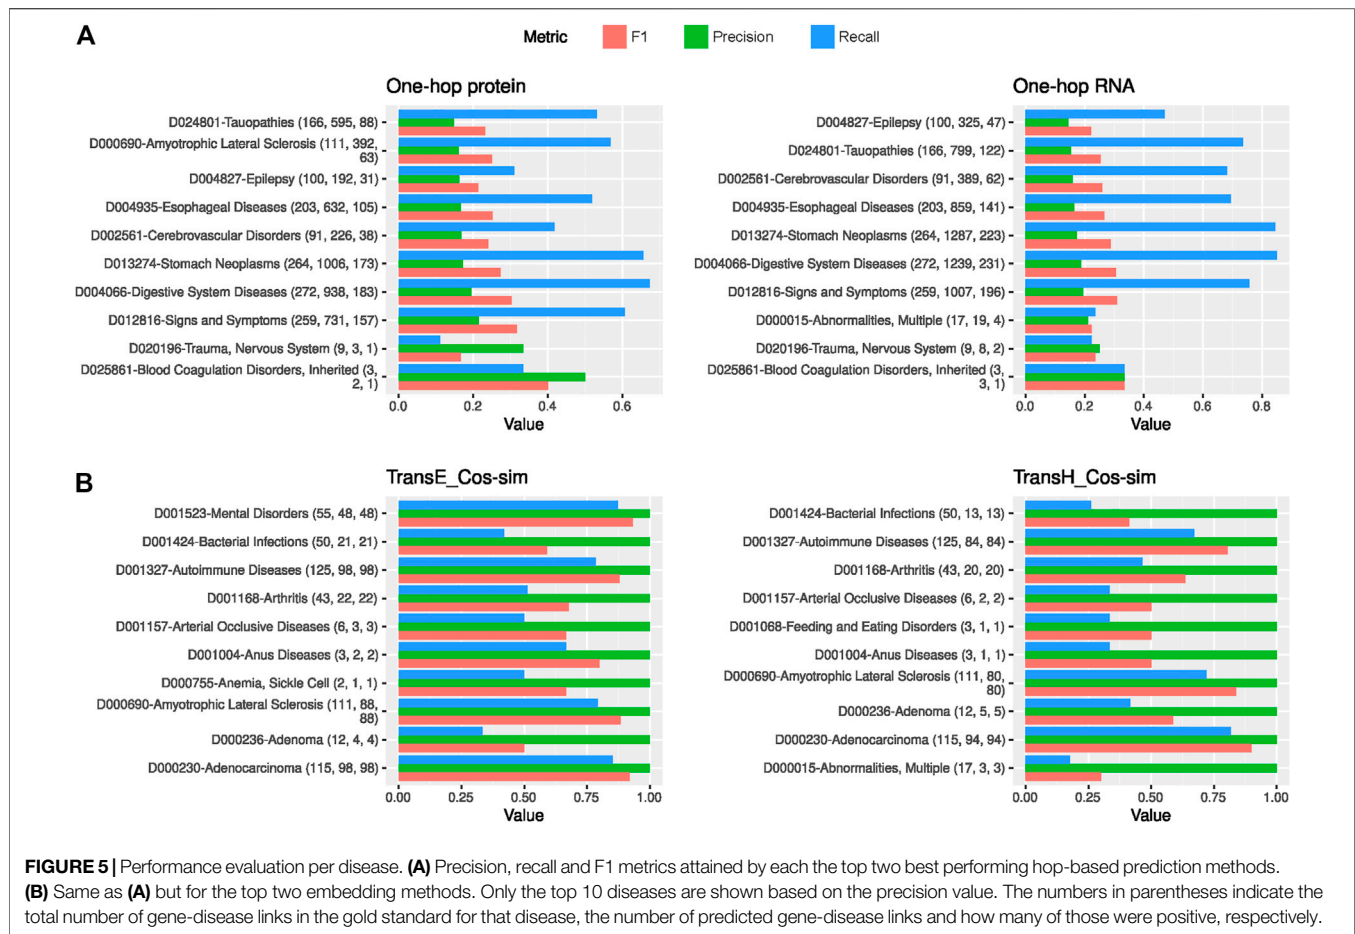 A
Metric F1 Precision Recall
One-hop protein
D024801-Tauopathies (166, 595, 88)
D000690-Amyotrophic Lateral Sclerosis (111, 392,
63)
D004827-Epilepsy (100, 192, 31)
D004935-Esophageal Diseases (203, 632, 105)
D002561-Cerebrovascular Disorders (91, 226, 38)
D013274-Stomach Neoplasms (264, 1006, 173)
D004066-Digestive System Diseases (272, 938, 183)
D012816-Signs and Symptoms (259, 731, 157)
D020196-Trauma, Nervous System (9, 3, 1)
D025861-Blood Coagulation Disorders, Inherited (3,
2, 1)
0.0 0.2 0.4 0.6
Value
One-hop RNA
D004827-Epilepsy (100, 325, 47)
D024801-Tauopathies (166, 799, 122)
D002561-Cerebrovascular Disorders (91, 389, 62)
D004935-Esophageal Diseases (203, 859, 141)
D013274-Stomach Neoplasms (264, 1287, 223)
D004066-Digestive System Diseases (272, 1239, 231)
D012816-Signs and Symptoms (259, 1007, 196)
D000015-Abnormalities, Multiple (17, 19, 4)
D020196-Trauma, Nervous System (9, 8, 2)
D025861-Blood Coagulation Disorders, Inherited (3,
3, 1)
0.0 0.2 0.4 0.6 0.8
Value
B
TransE_Cos-sim
D001523-Mental Disorders (55, 48, 48)
D001424-Bacterial Infections (50, 21, 21)
D001327-Autoimmune Diseases (125, 98, 98)
D001168-Arthritis (43, 22, 22)
D001157-Arterial Occlusive Diseases (6, 3, 3)
D001004-Anus Diseases (3, 2, 2)
D000755-Anemia, Sickle Cell (2, 1, 1)
D000690-Amyotrophic Lateral Sclerosis (111, 88,
88)
D000236-Adenoma (12, 4, 4)
D000230-Adenocarcinoma (115, 98, 98)
0.00 0.25 0.50 0.75 1.00
Value
TransH_Cos-sim
D001424-Bacterial Infections (50, 13, 13)
D001327-Autoimmune Diseases (125, 84, 84)
D001168-Arthritis (43, 20, 20)
D001157-Arterial Occlusive Diseases (6, 2, 2)
D001068-Feeding and Eating Disorders (3, 1, 1)
D001004-Anus Diseases (3, 1, 1)
D000690-Amyotrophic Lateral Sclerosis (111, 80,
80)
D000236-Adenoma (12, 5, 5)
D000230-Adenocarcinoma (115, 94, 94)
D000015-Abnormalities, Multiple (17, 3, 3)
0.00 0.25 0.50 0.75 1.00
Value
FIGURE 5 | Performance evaluation per disease. (A) Precision, recall and F1 metrics attained by each the top two best performing hop-based prediction methods.
(B) Same as (A) but for the top two embedding methods. Only the top 10 diseases are shown based on the precision value. The numbers in parentheses indicate the
total number of gene-disease links in the gold standard for that disease, the number of predicted gene-disease links and how many of those were positive, respectively.